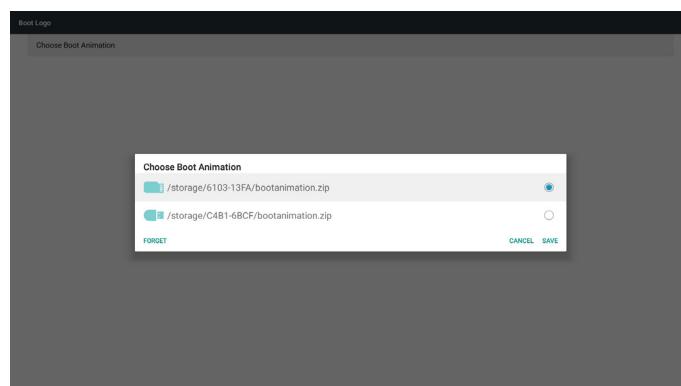 Boot Logo
Choose Boot Animation
Choose Boot Animation
/storage/6103-13FA/bootanimation.zip
/storage/C4B1-6BCF/bootanimation.zip
FORGET CANCEL SAVE